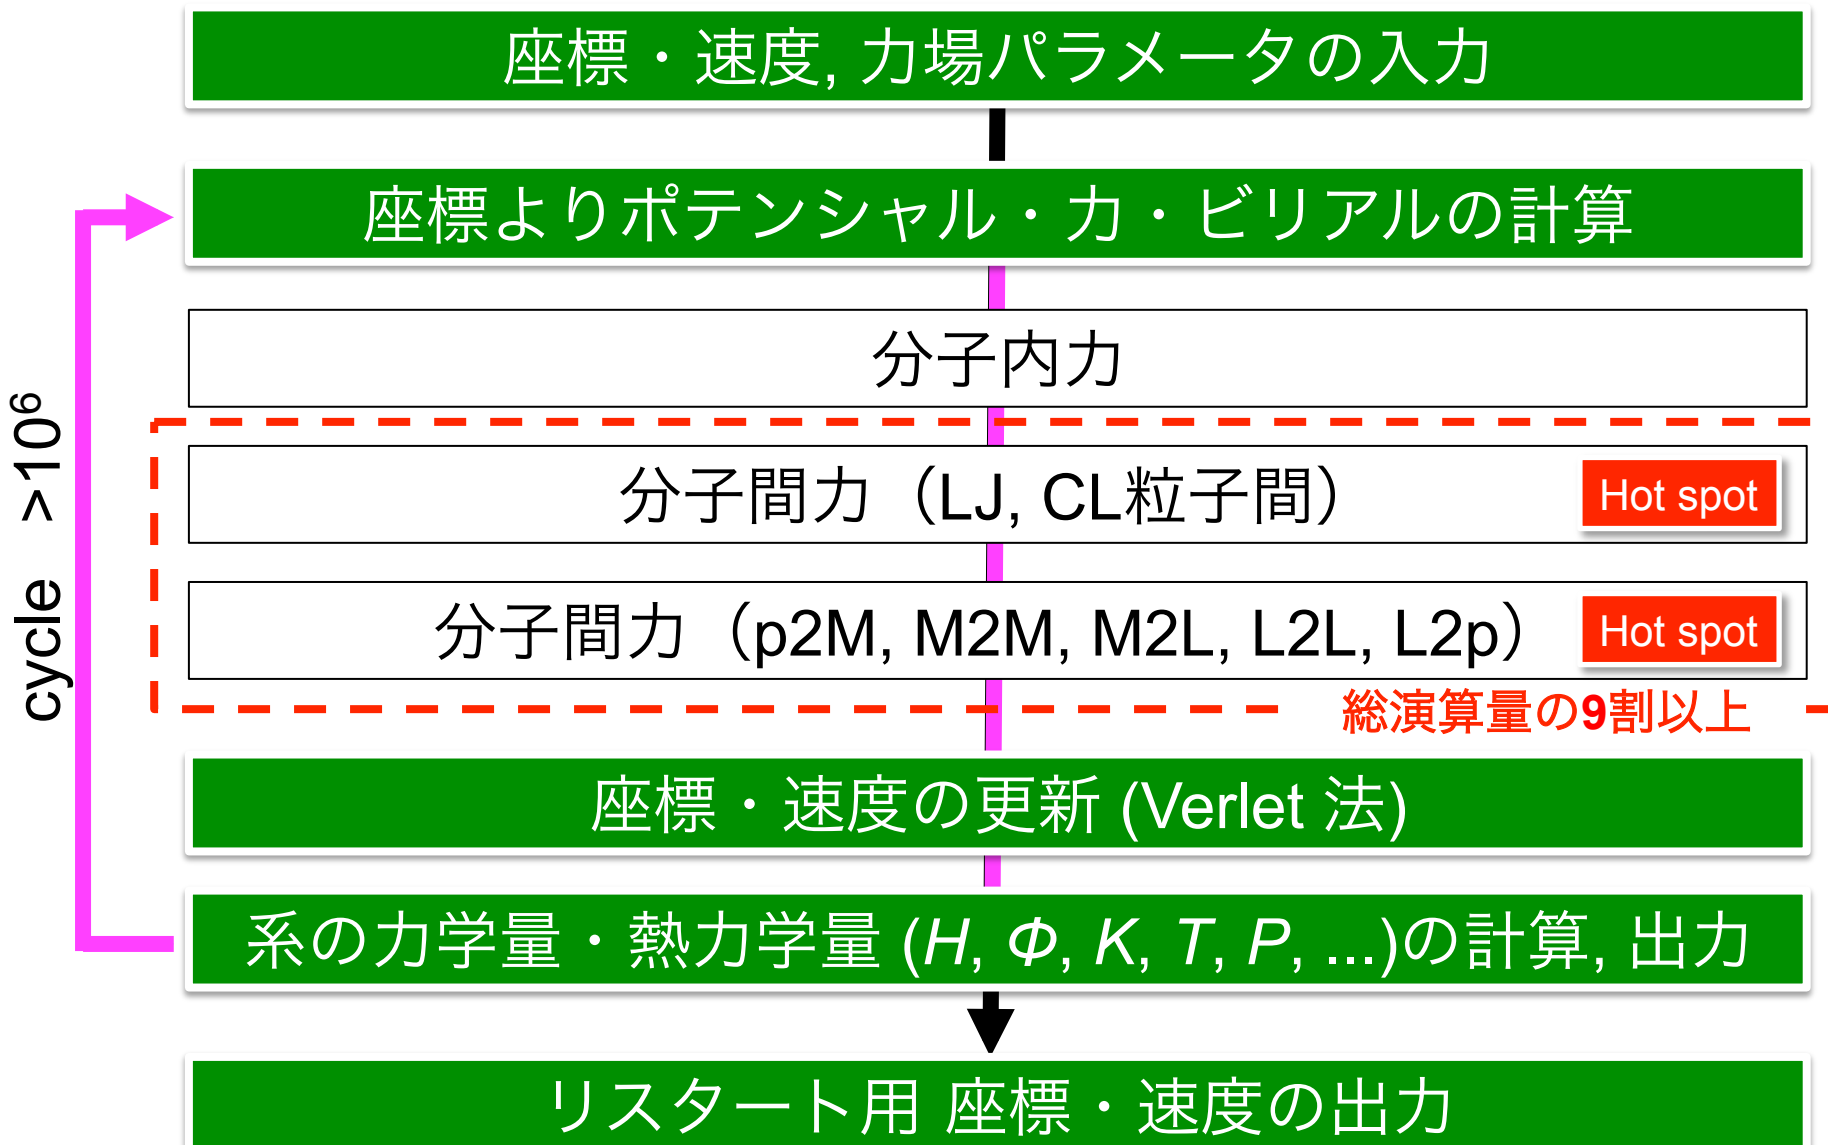 座標・速度, 力場パラメータの入力
座標よりポテンシャル・力・ビリアルの計算
分子内力
分子間力（LJ, CL粒子間）
Hot spot
分子間力（p2M, M2M, M2L, L2L, L2p）
Hot spot
総演算量の9割以上
cycle >10⁶
座標・速度の更新 (Verlet 法)
系の力学量・熱力学量 (H, Φ, K, T, P, ...)の計算, 出力
リスタート用 座標・速度の出力